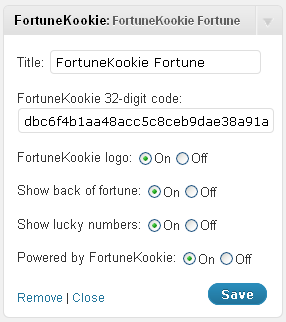 FortuneKookie: FortuneKookie Fortune
Title: FortuneKookie Fortune
FortuneKookie 32-digit code:
dbc6f4b1aa48acc5c8ceb9dae38a91a
FortuneKookie logo: On Off
Show back of fortune: On Off
Show lucky numbers: On Off
Powered by FortuneKookie: On Off
Remove | Close Save